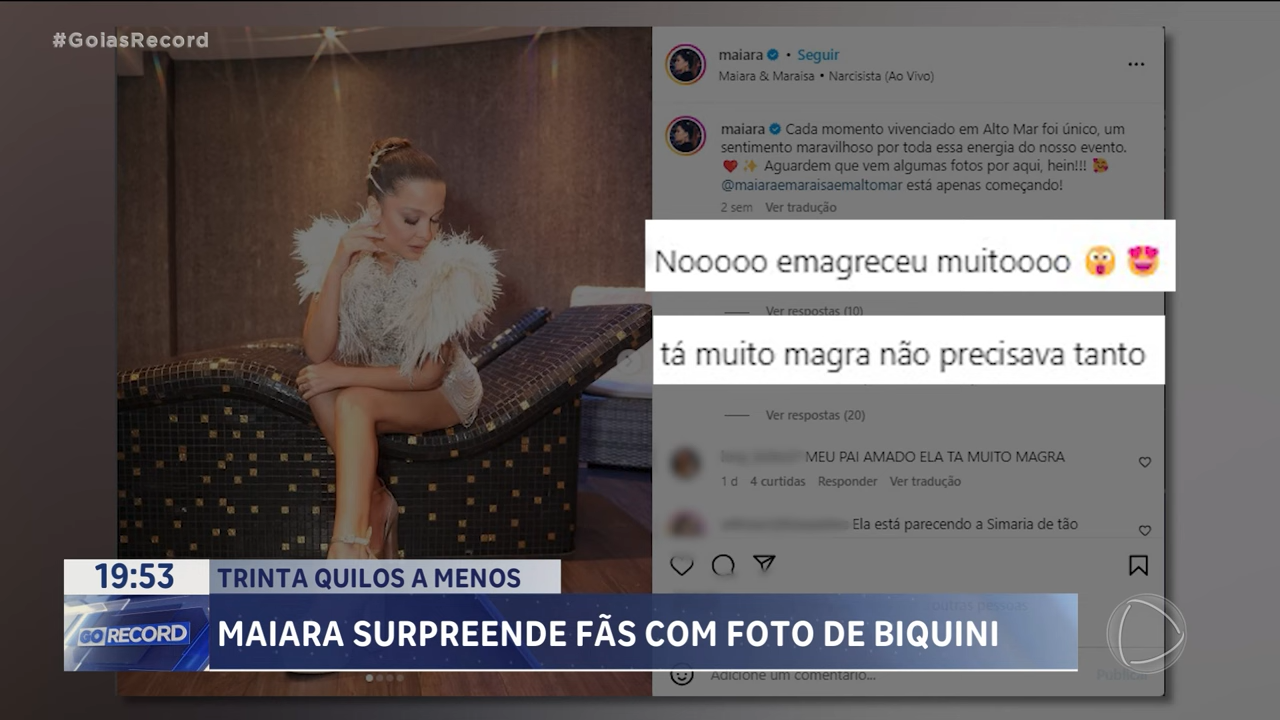 #GoiasRecord
maiara • Seguir
Maiara & Maraisa • Narcisista (Ao Vivo)
maiara Cada momento vivenciado em Alto Mar foi único, um
sentimento maravilhoso por toda essa energia do nosso evento.
❤️ ✨ Aguardem que vem algumas fotos por aqui, hein!!! 🥰
@maiaraemaraisaemaltomar está apenas começando!
2 sem Ver tradução
Nooooo emagreceu muitoooo 😲 😍
Ver respostas (10)
tá muito magra não precisava tanto
Ver respostas (20)
MEU PAI AMADO ELA TA MUITO MAGRA
1 d 4 curtidas Responder Ver tradução
Ela está parecendo a Simaria de tão
outras pessoas
19:53
TRINTA QUILOS A MENOS
GO RECORD
MAIARA SURPREENDE FÃS COM FOTO DE BIQUINI
Adicione um comentário...
Publicar